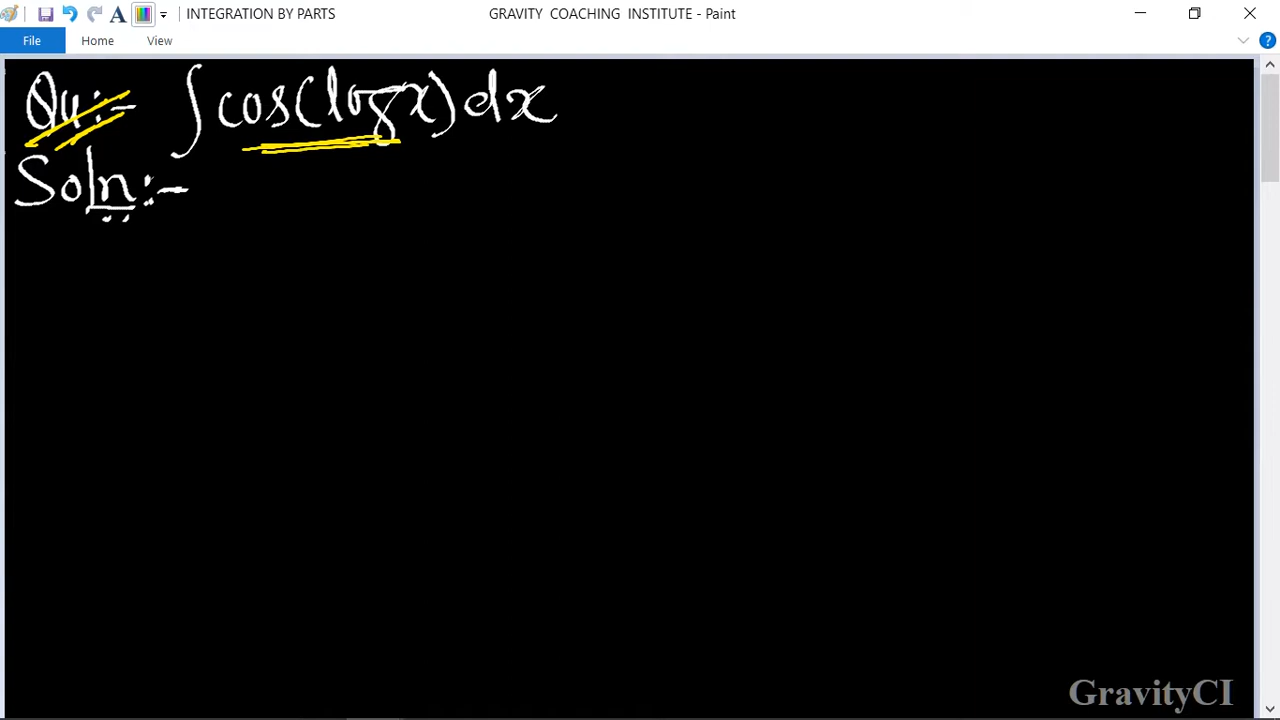 INTEGRATION BY PARTS
GRAVITY COACHING INSTITUTE - Paint
File Home View
Qu:- ∫cos(logx)dx
Soln:-
GravityCI